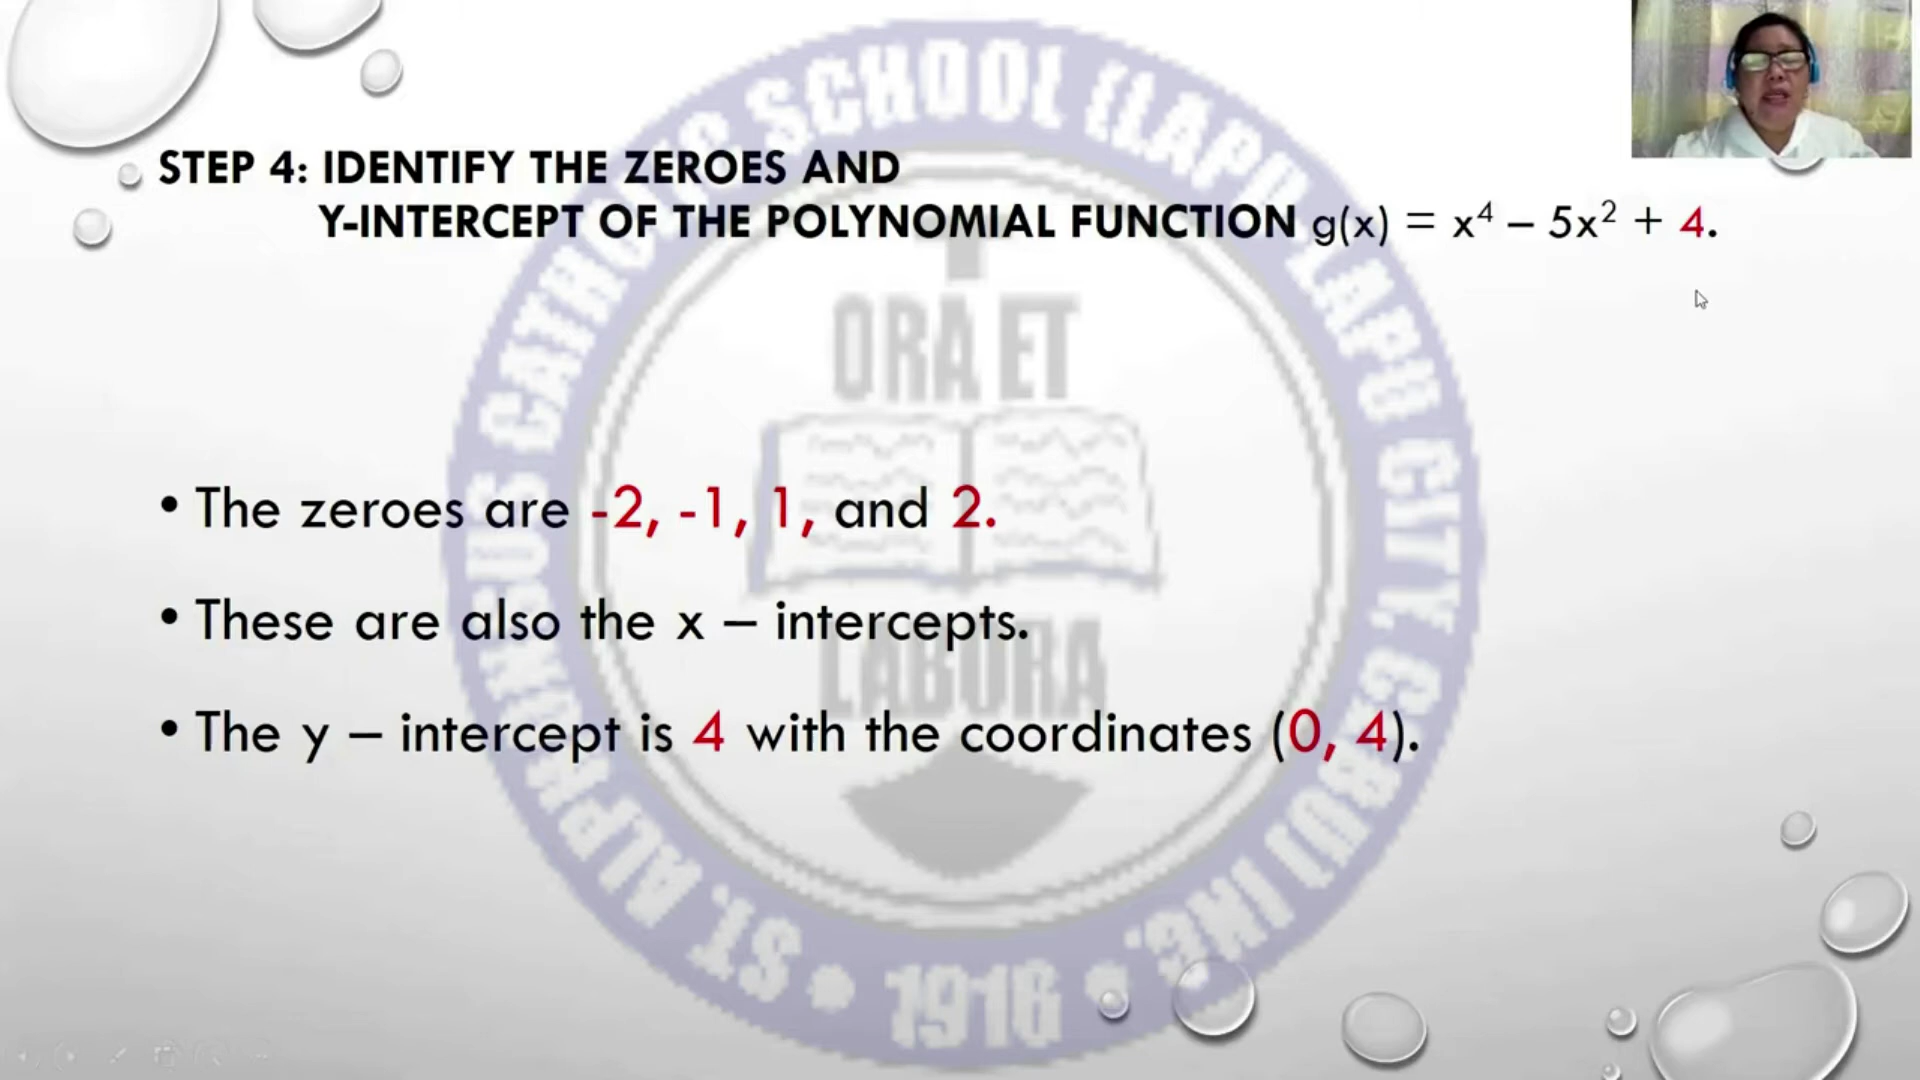 STEP 4: IDENTIFY THE ZEROES AND
Y-INTERCEPT OF THE POLYNOMIAL FUNCTION g(x) = x⁴ – 5x² + 4.
• The zeroes are -2, -1, 1, and 2.
• These are also the x – intercepts.
• The y – intercept is 4 with the coordinates (0, 4).
ST. ALPHONSUS CATHOLIC SCHOOL (LAPU LAPU CITY, CEBU) INC.
ORA ET
LABORA
• 1916 •